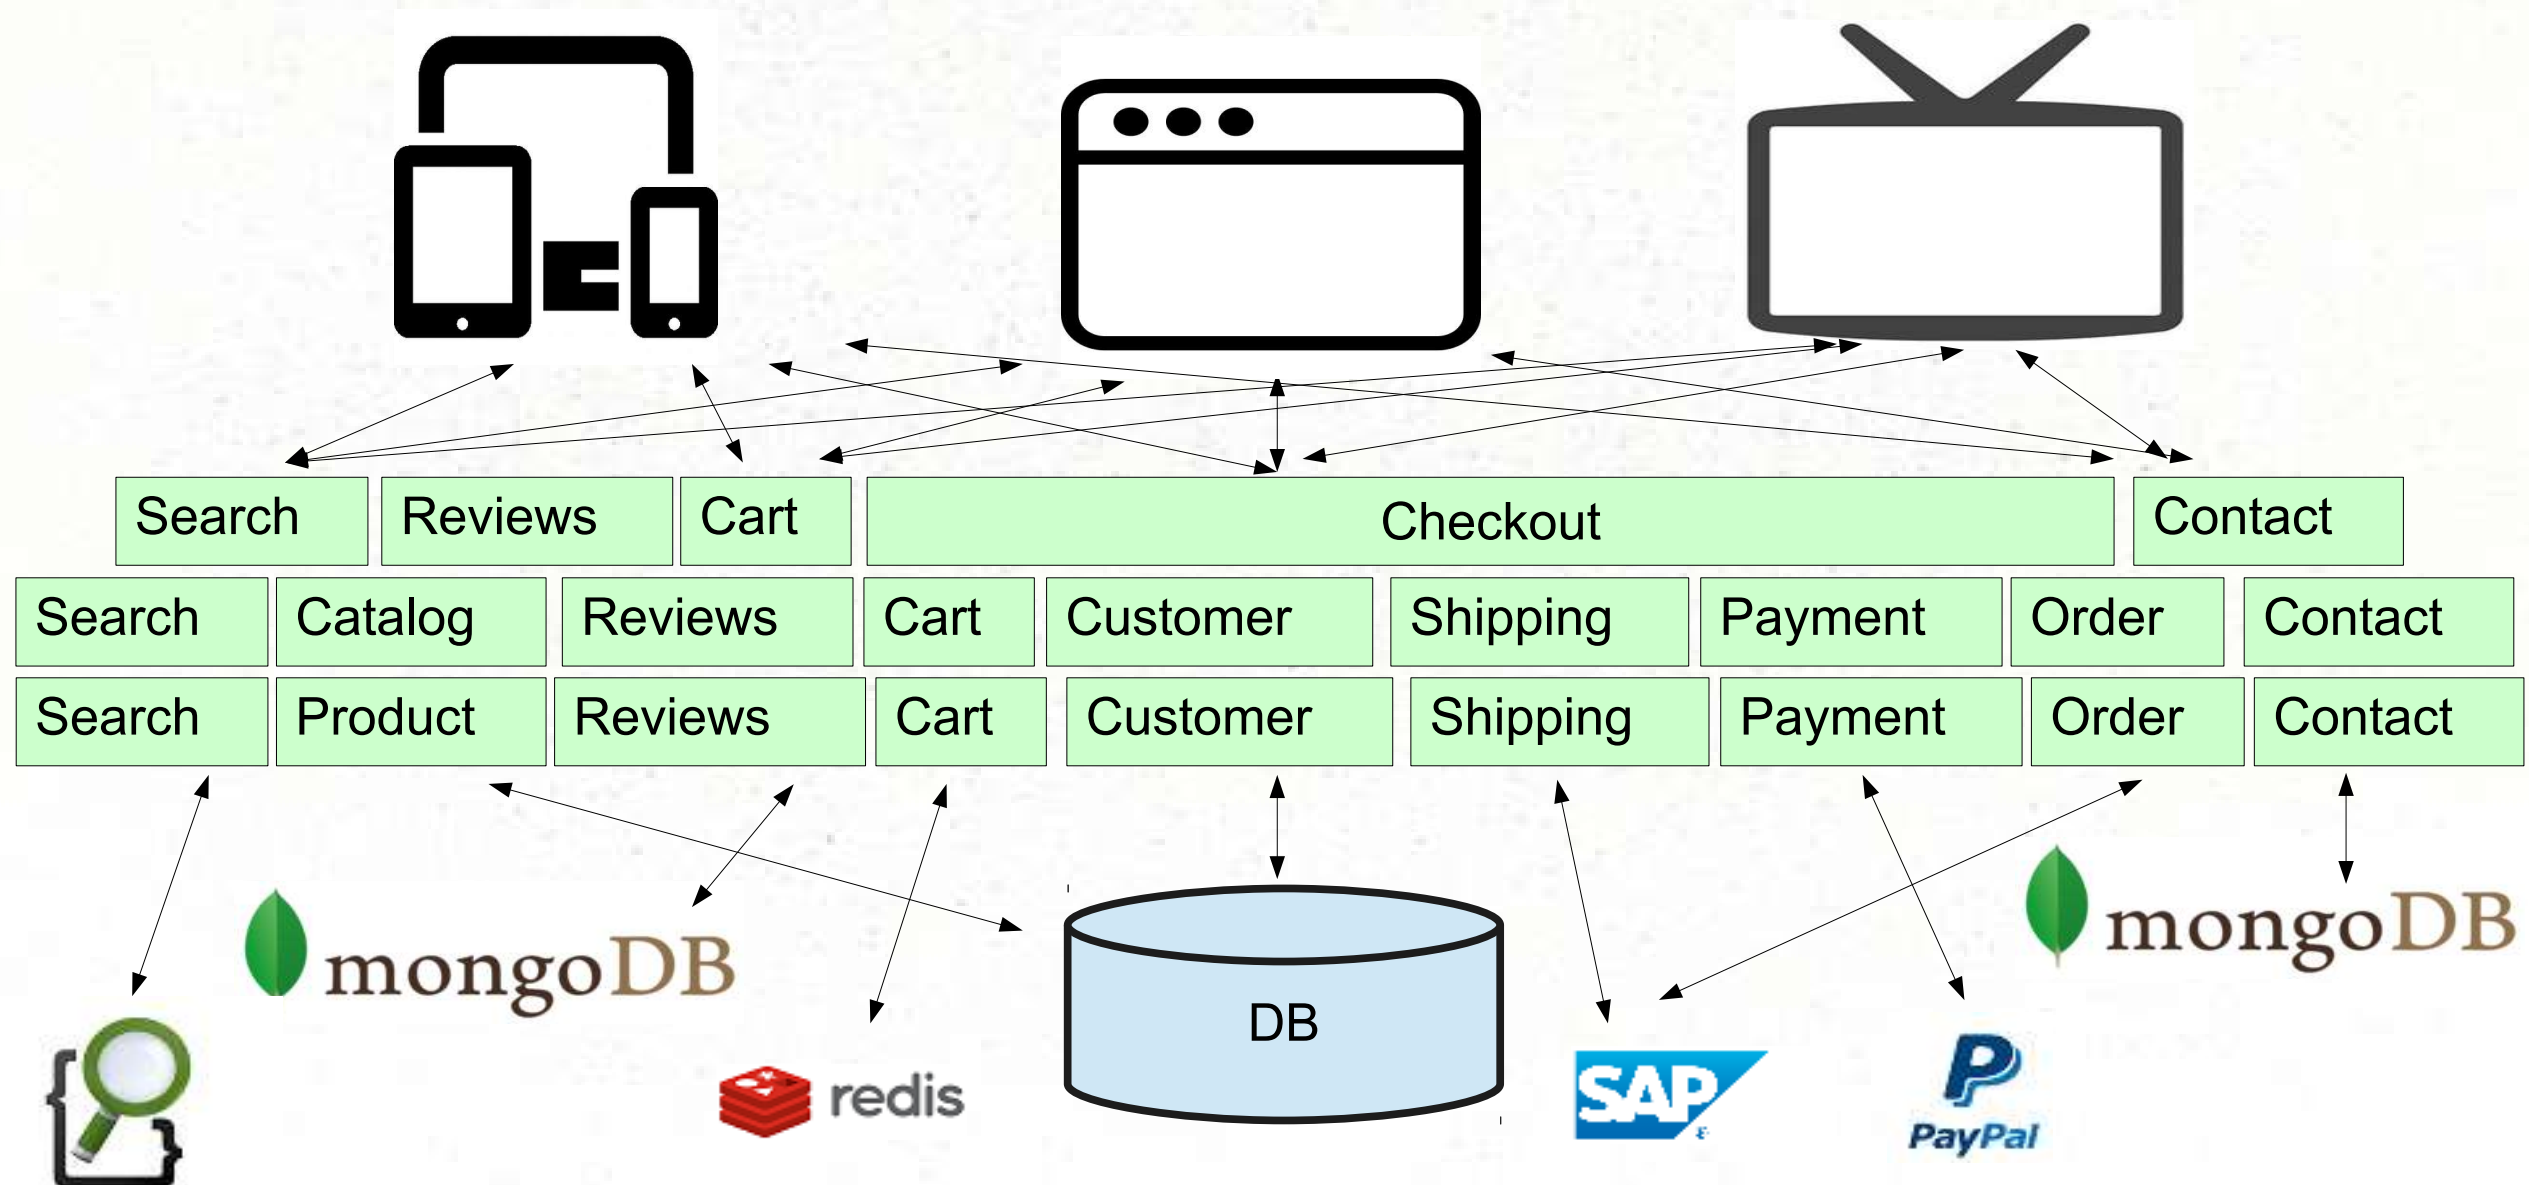 Search Reviews Cart Checkout Contact
Search Catalog Reviews Cart Customer Shipping Payment Order Contact
Search Product Reviews Cart Customer Shipping Payment Order Contact
mongoDB
mongoDB
DB
redis
SAP
PayPal